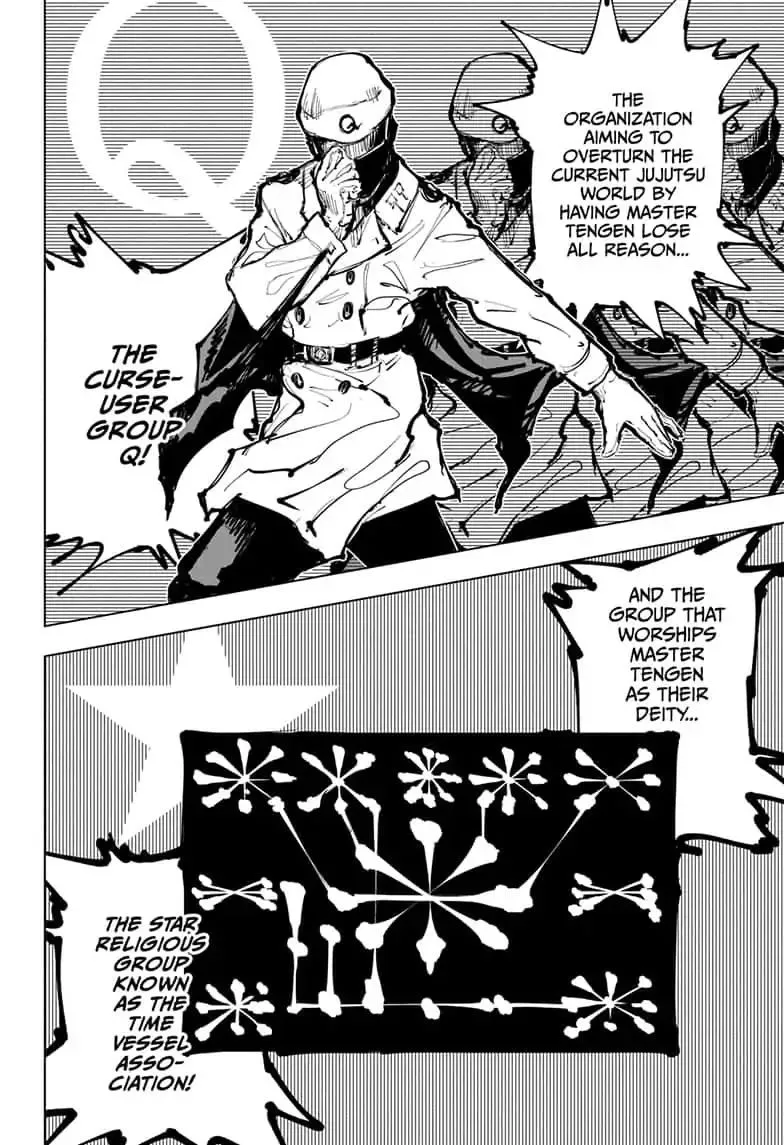 THE
ORGANIZATION
AIMING TO
OVERTURN THE
CURRENT JUJUTSU
WORLD BY
HAVING MASTER
TENGEN LOSE
ALL REASON...
Q
Q
THE
CURSE-
USER
GROUP
Q!
AND THE
GROUP THAT
WORSHIPS
MASTER
TENGEN
AS THEIR
DEITY...
THE STAR
RELIGIOUS
GROUP
KNOWN
AS THE
TIME
VESSEL
ASSO-
CIATION!